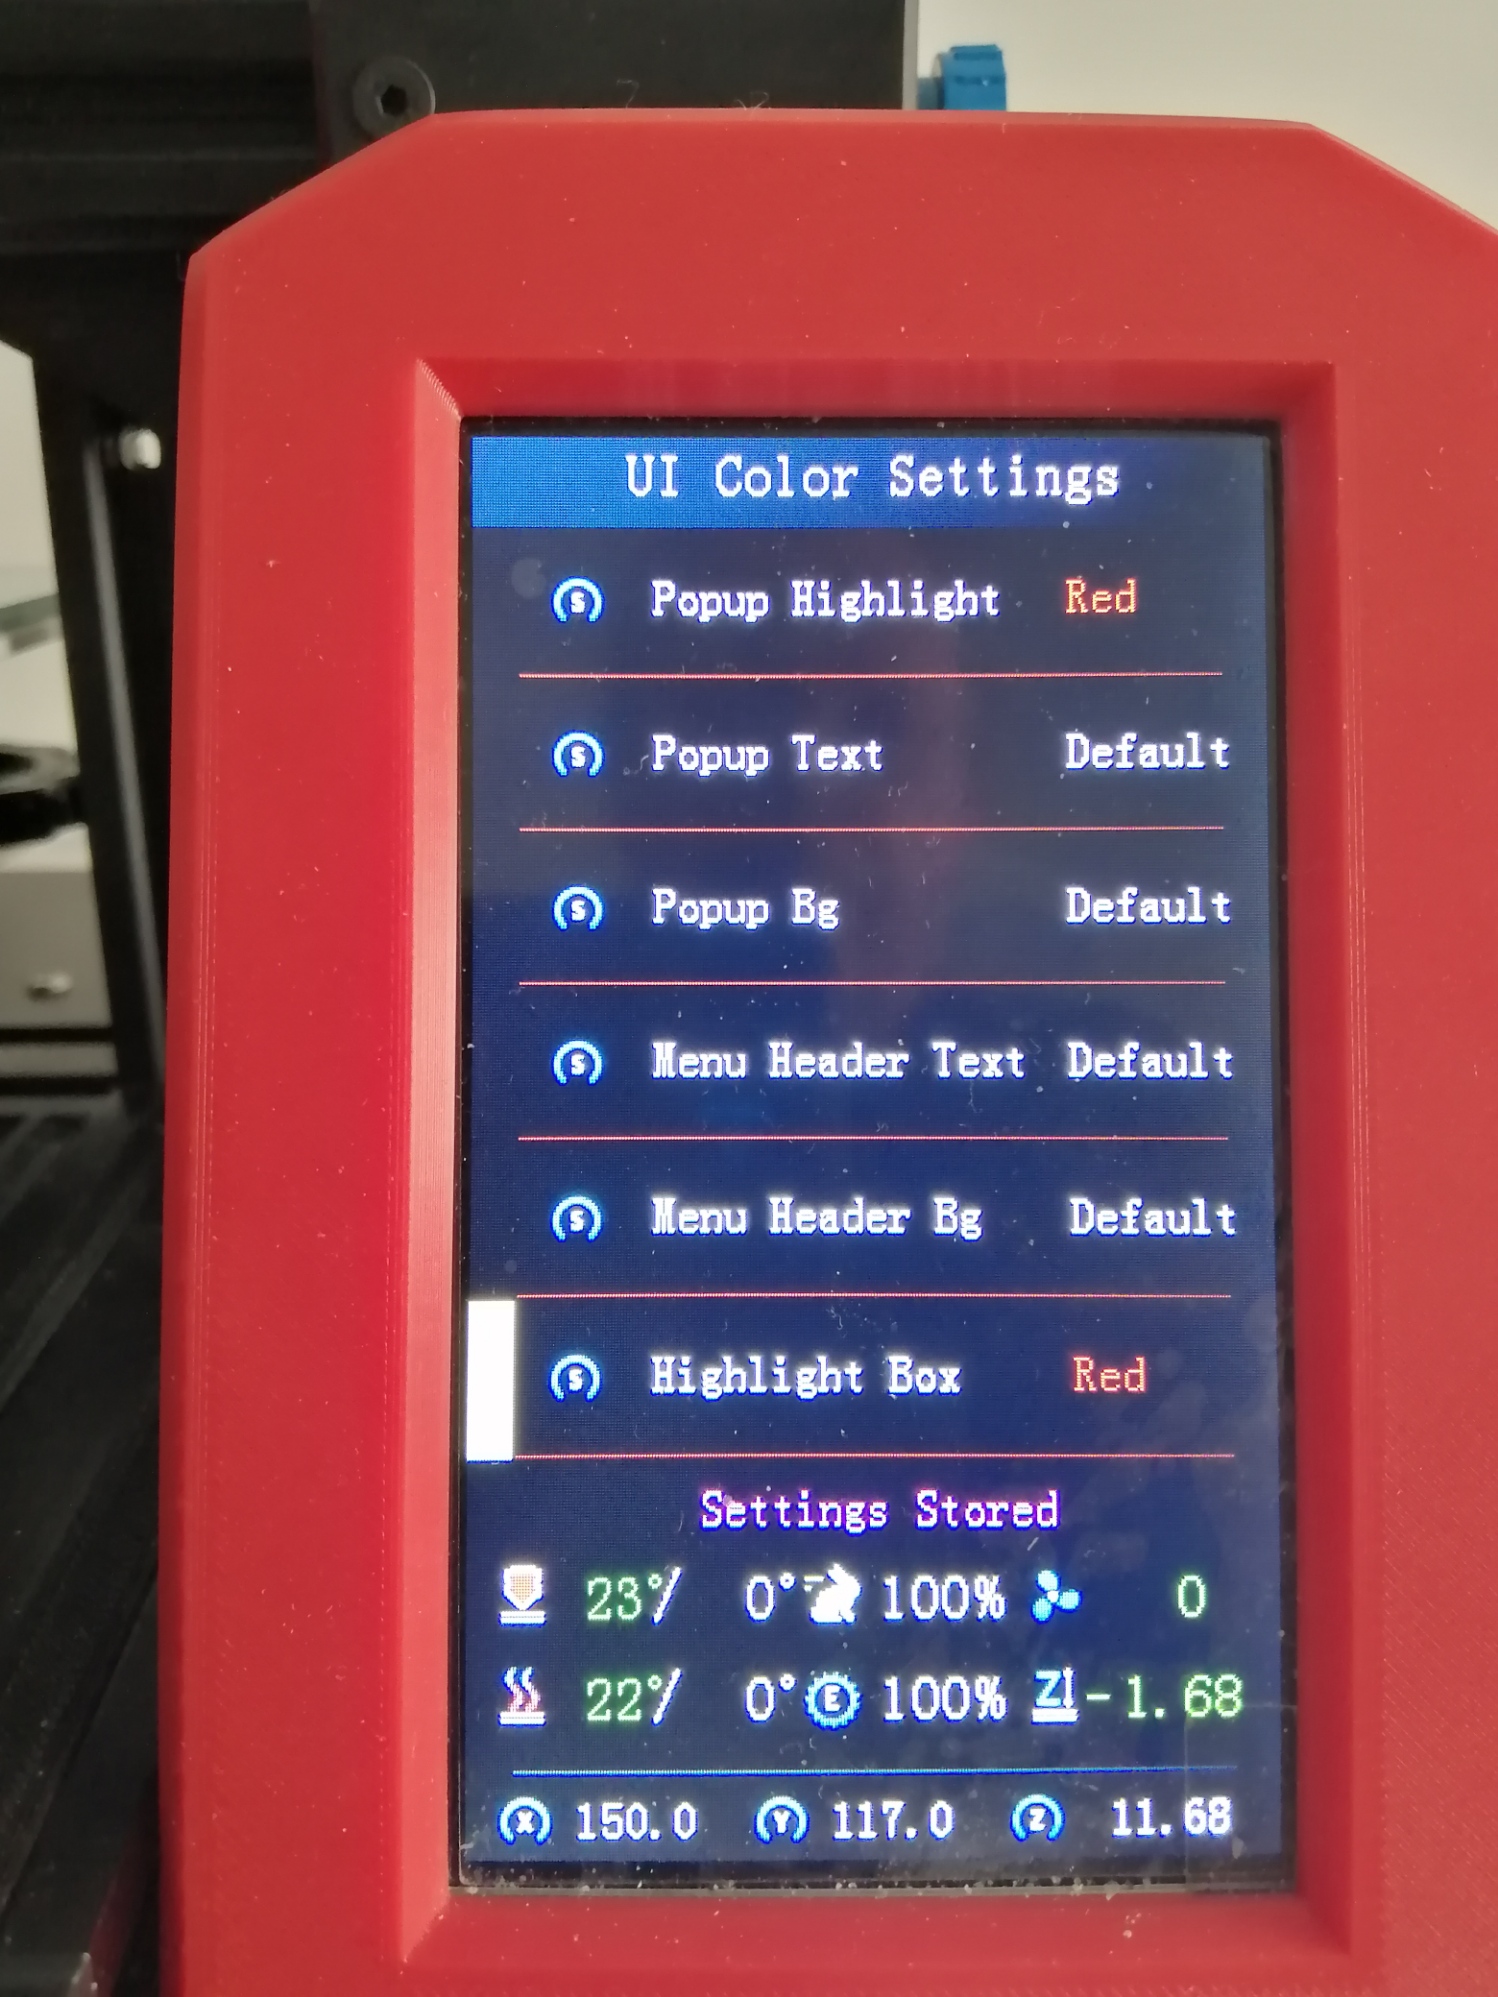 UI Color Settings
S Popup Highlight Red
S Popup Text Default
S Popup Bg Default
S Menu Header Text Default
S Menu Header Bg Default
S Highlight Box Red
Settings Stored
23°/ 0° 100% 0
22°/ 0° E 100% Z -1.68
X 150.0 Y 117.0 Z 11.68